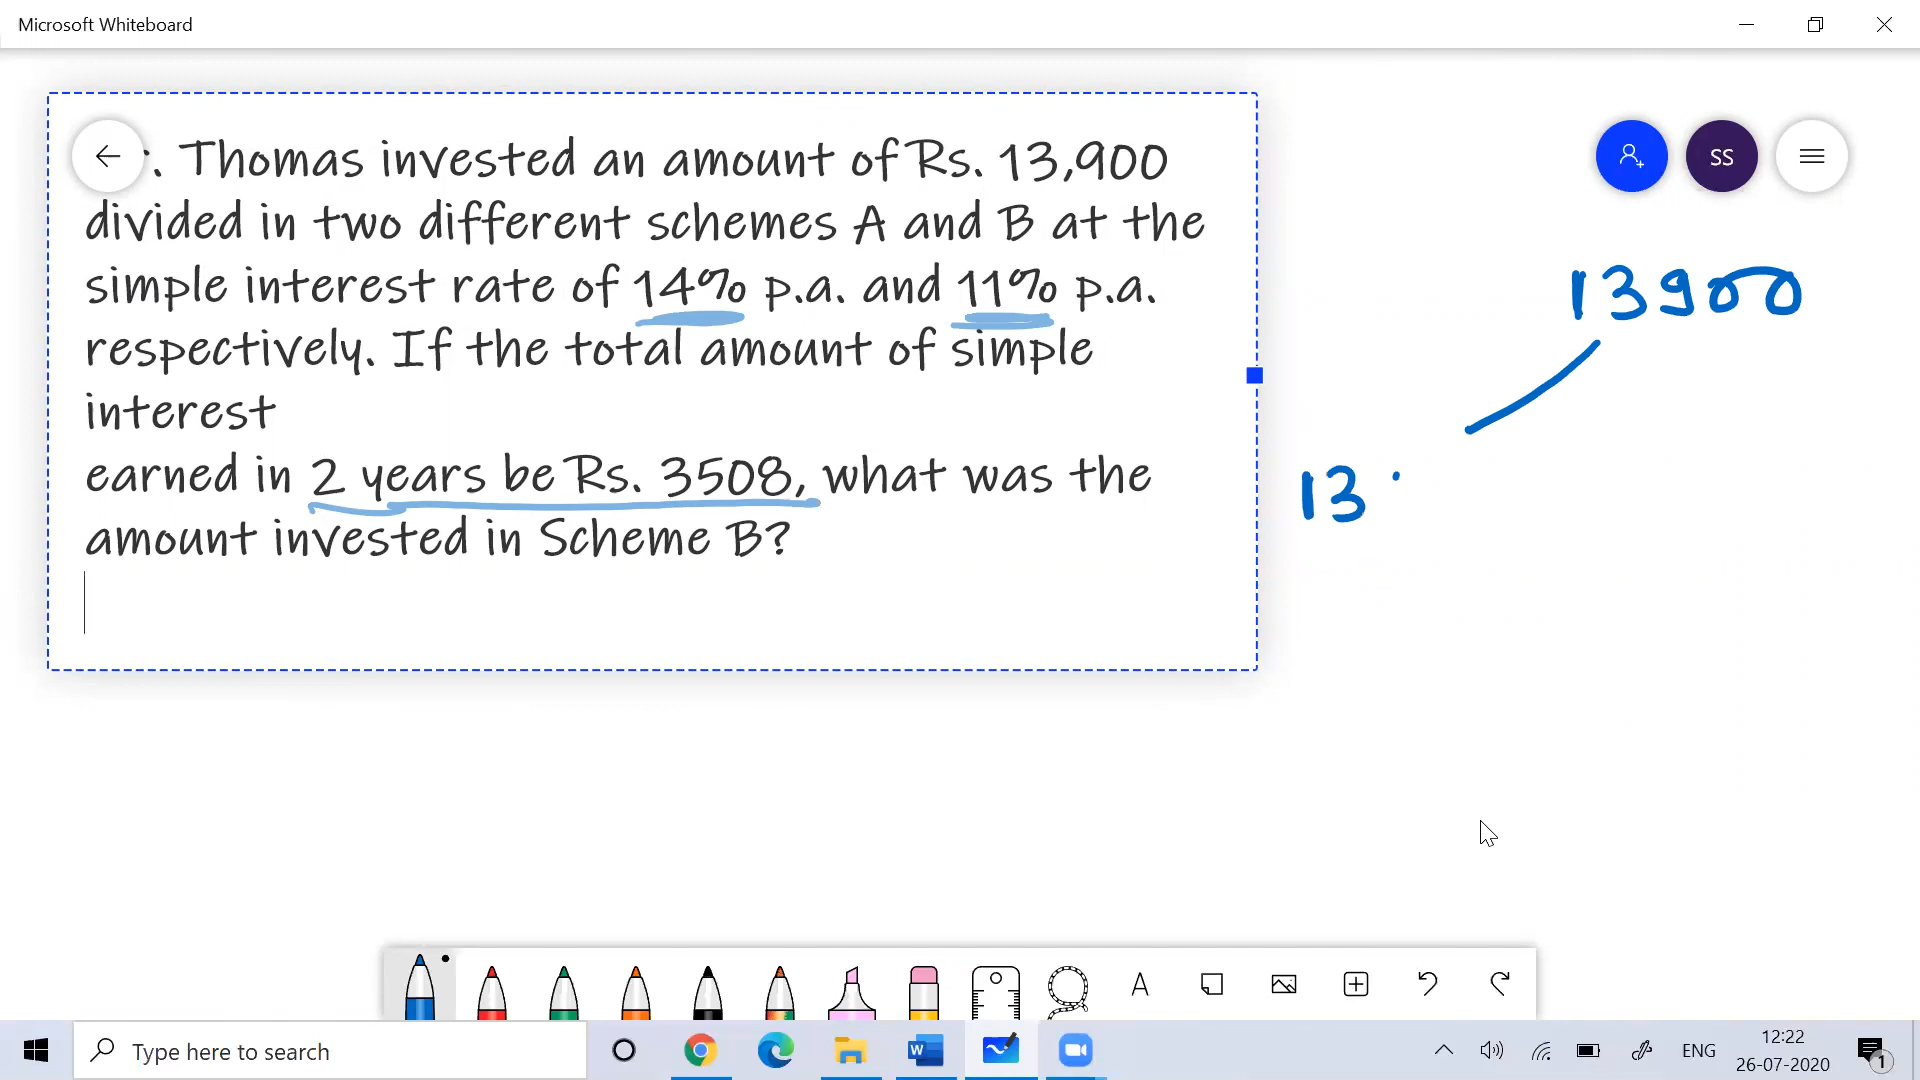 Microsoft Whiteboard
. Thomas invested an amount of Rs. 13,900
divided in two different schemes A and B at the
simple interest rate of 14% p.a. and 11% p.a.
respectively. If the total amount of simple
interest
earned in 2 years be Rs. 3508, what was the
amount invested in Scheme B?
SS
13900
13
A
Type here to search
W
ENG
12:22
26-07-2020
1